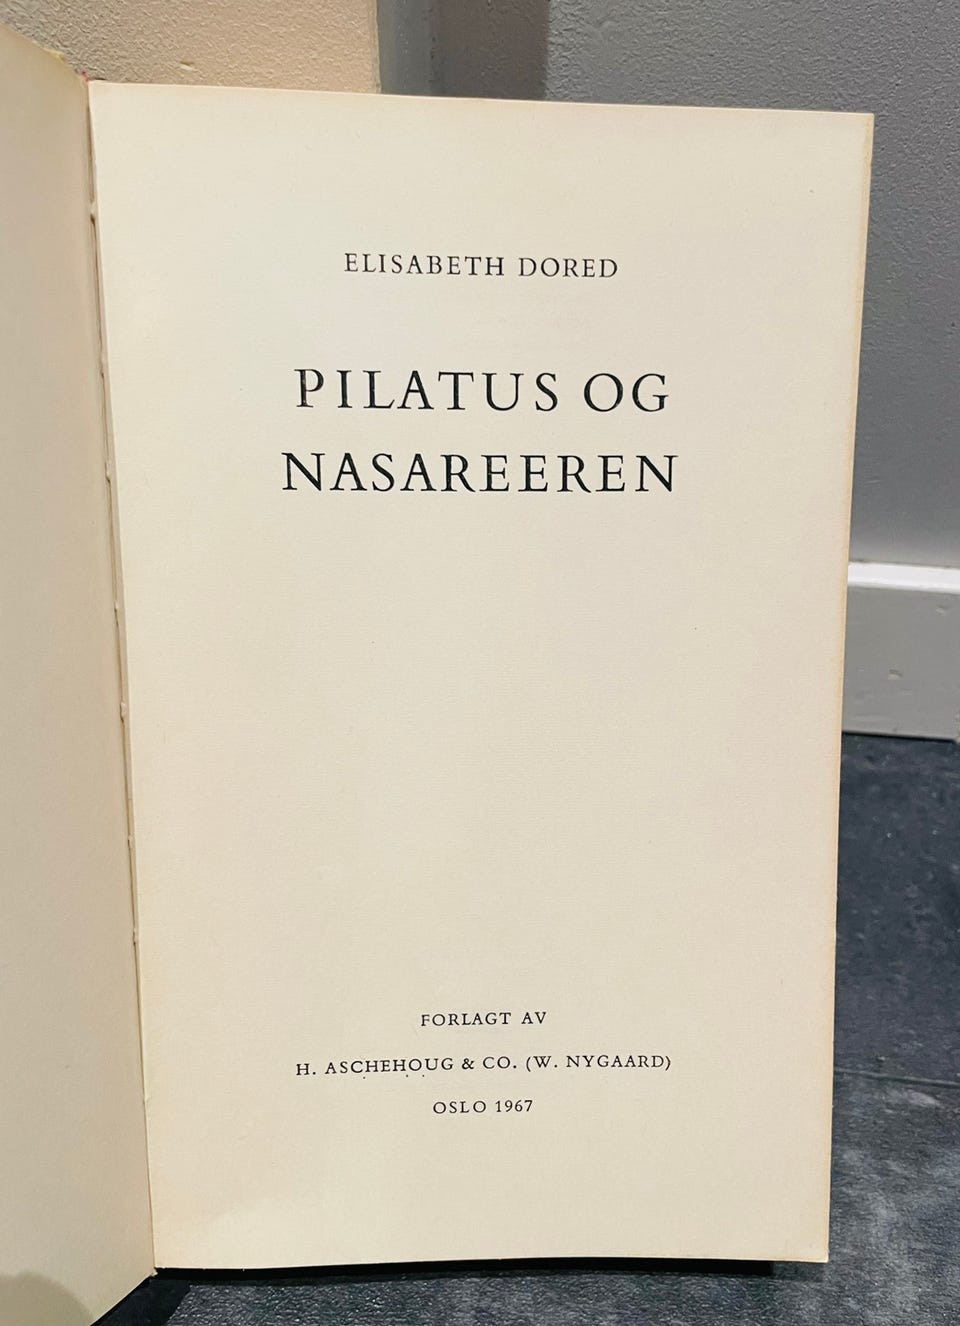 ELISABETH DORED
PILATUS OG
NASAREEREN
FORLAGT AV
H. ASCHEHOUG & CO. (W. NYGAARD)
OSLO 1967